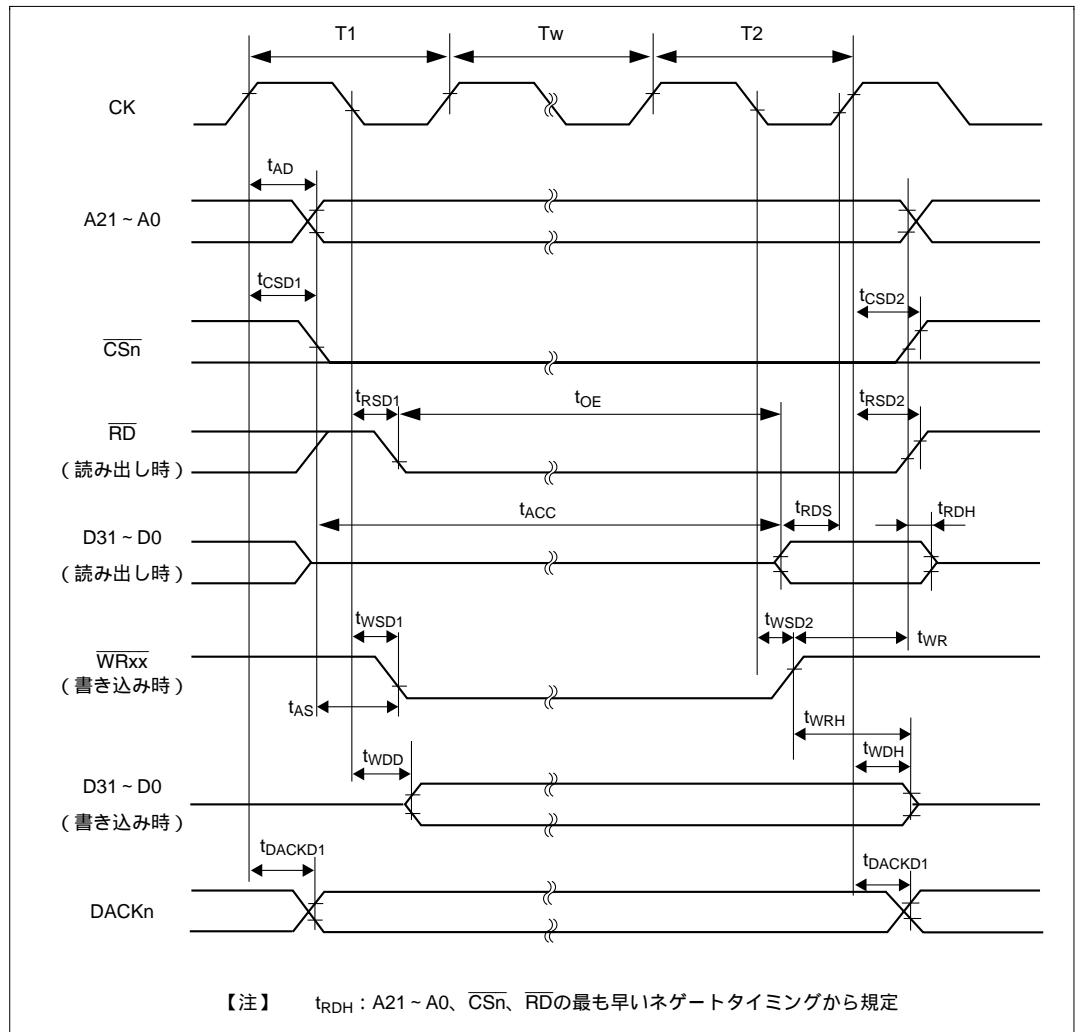 T1 Tw T2
CK
tAD
A21~A0
tCSD1 tCSD2
CSn
tRSD1 tOE tRSD2
RD
(読み出し時)
tACC tRDS tRDH
D31~D0
(読み出し時)
tWSD1 tWSD2 tWR
WRxx
(書き込み時)
tAS
tWRH
tWDD tWDH
D31~D0
(書き込み時)
tDACKD1 tDACKD1
DACKn
【注】 tRDH:A21~A0、CSn、RDの最も早いネゲートタイミングから規定